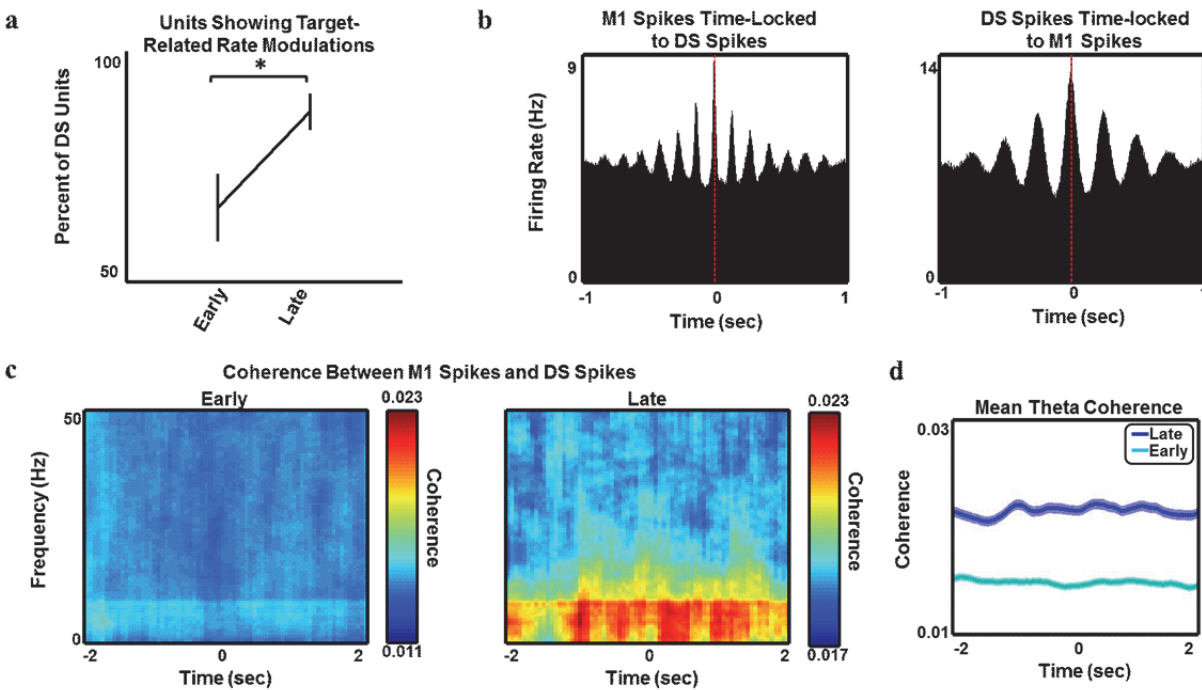 a
Units Showing Target-
Related Rate Modulations
100
*
Percent of DS Units
50
Early
Late
b
M1 Spikes Time-Locked
to DS Spikes
9
Firing Rate (Hz)
0
-1
0
1
Time (sec)
DS Spikes Time-locked
to M1 Spikes
14
0
-1
0
1
Time (sec)
c
Coherence Between M1 Spikes and DS Spikes
Early
50
Frequency (Hz)
0
-2
0
2
Time (sec)
0.023
Coherence
0.011
Late
-2
0
2
Time (sec)
0.023
Coherence
0.017
d
Mean Theta Coherence
0.03
Late
Early
Coherence
0.01
-2
0
2
Time (sec)